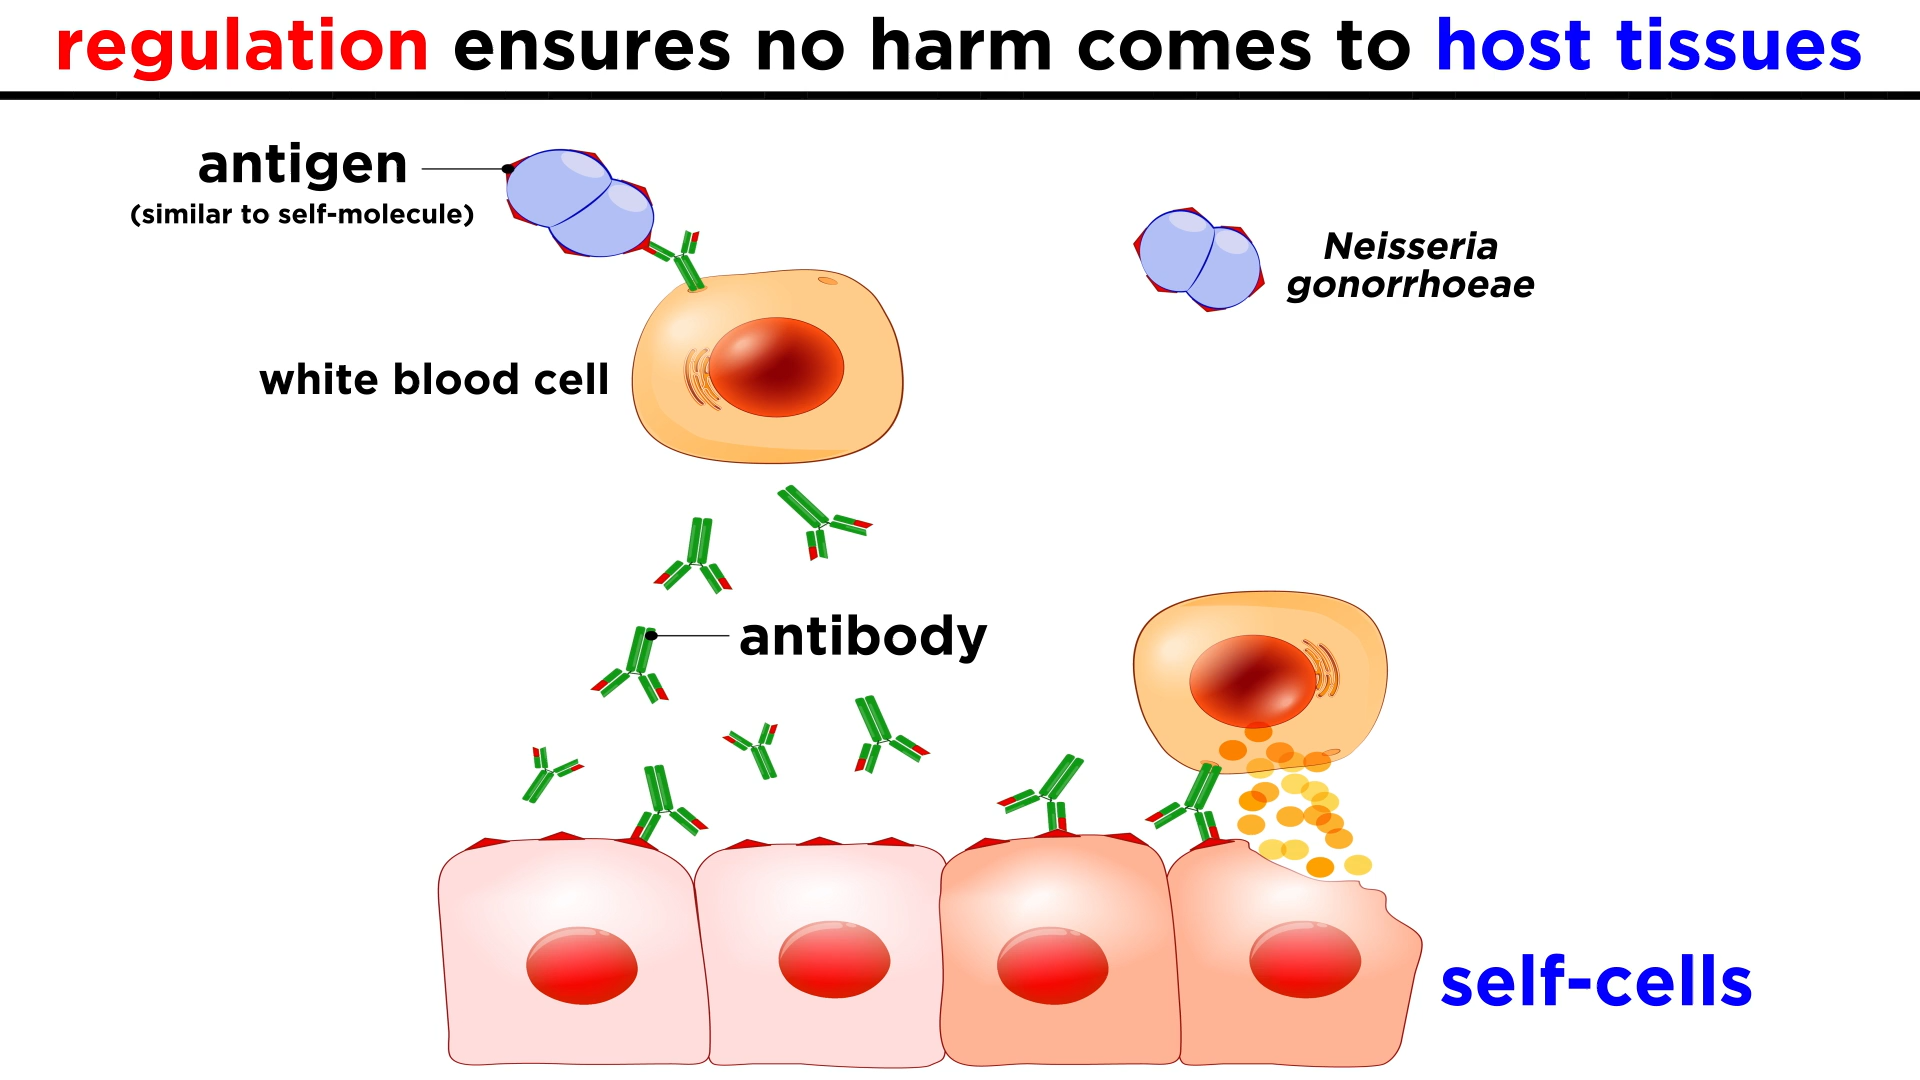 regulation ensures no harm comes to host tissues
antigen
(similar to self-molecule)
Neisseria
gonorrhoeae
white blood cell
antibody
self-cells